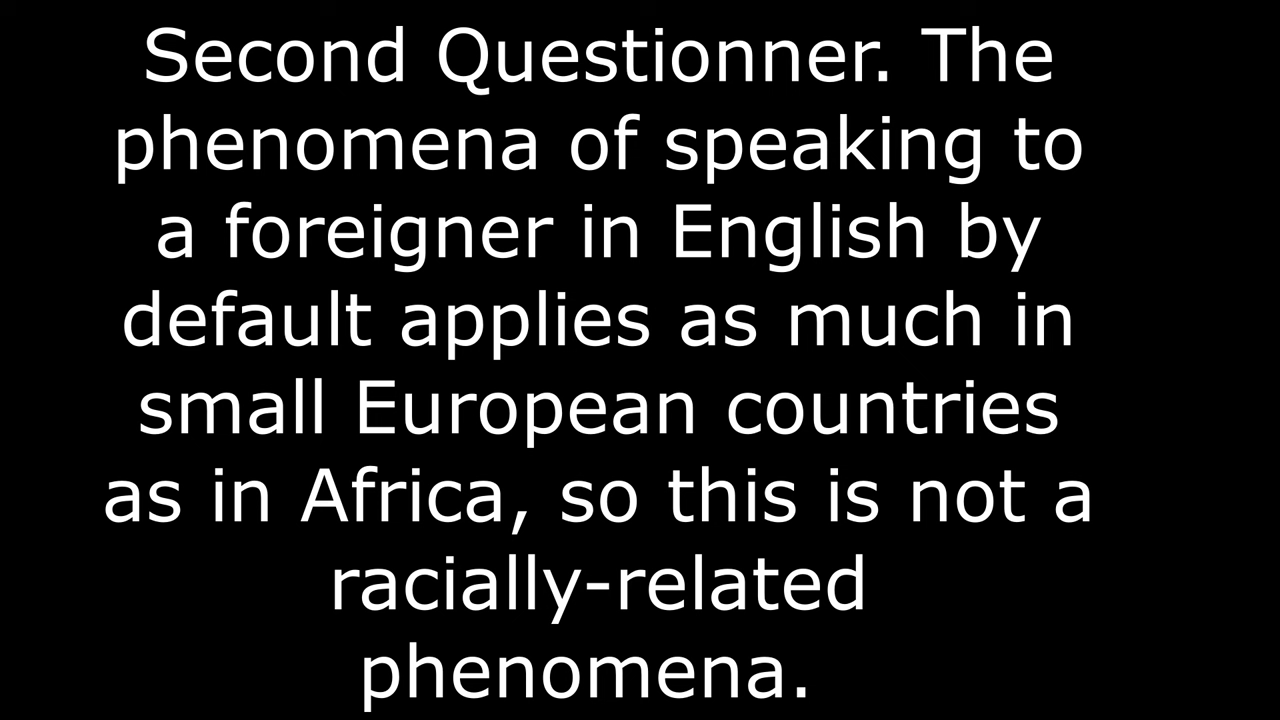 Second Questionner. The
phenomena of speaking to
a foreigner in English by
default applies as much in
small European countries
as in Africa, so this is not a
racially-related
phenomena.